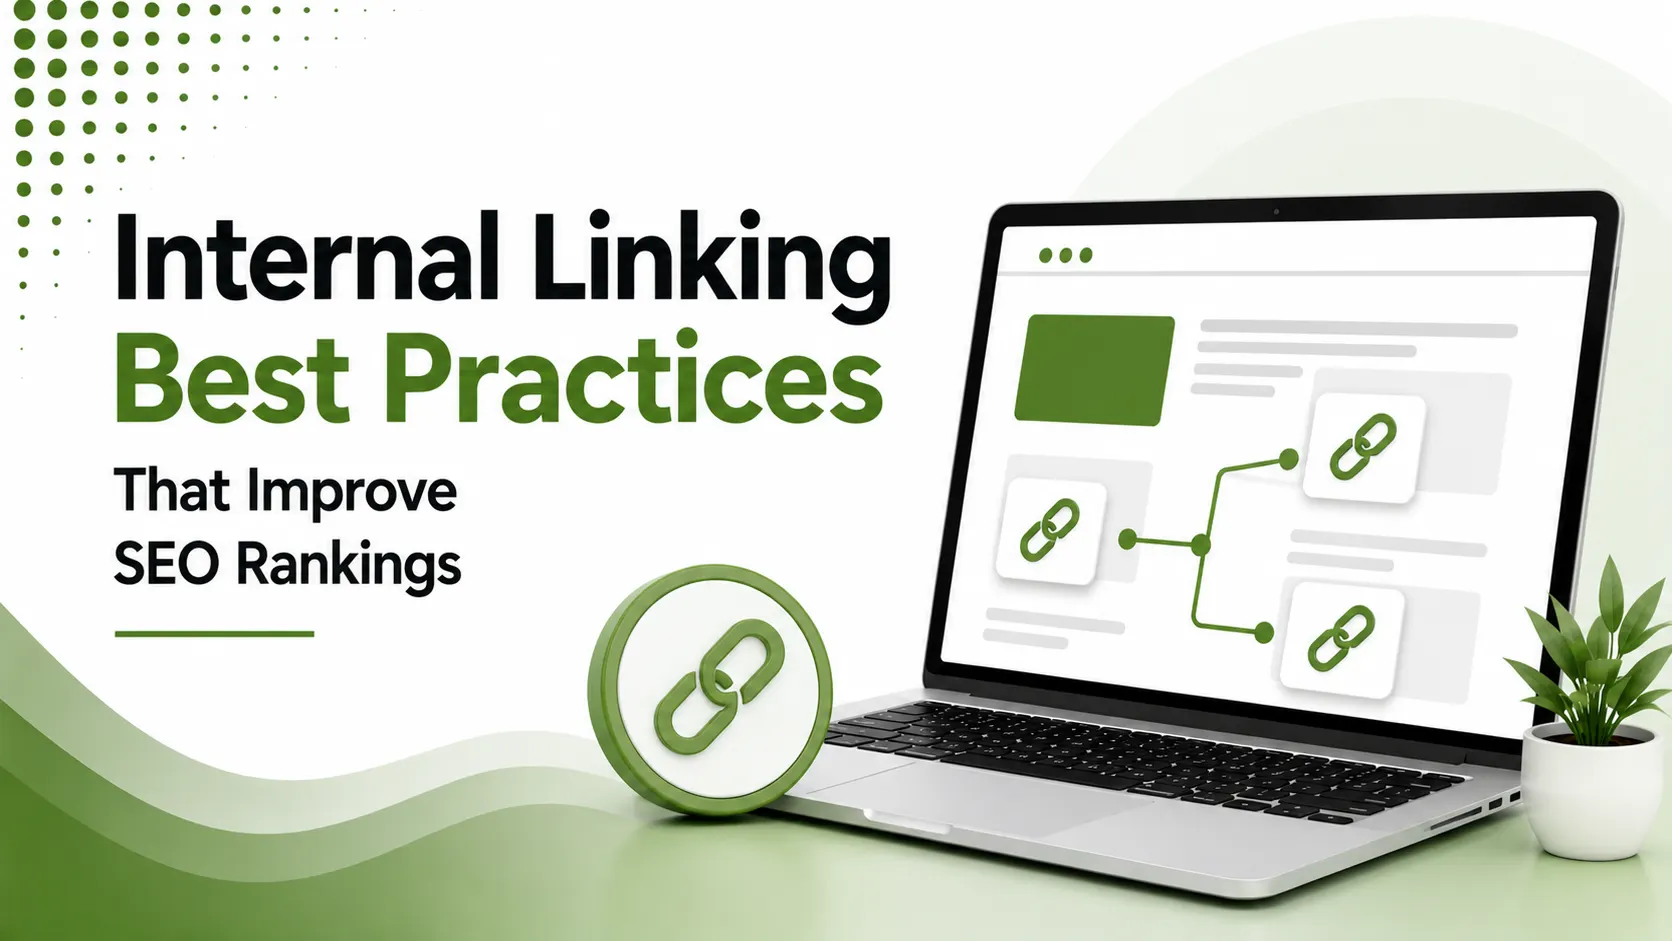 Internal Linking
Best Practices
That Improve
SEO Rankings